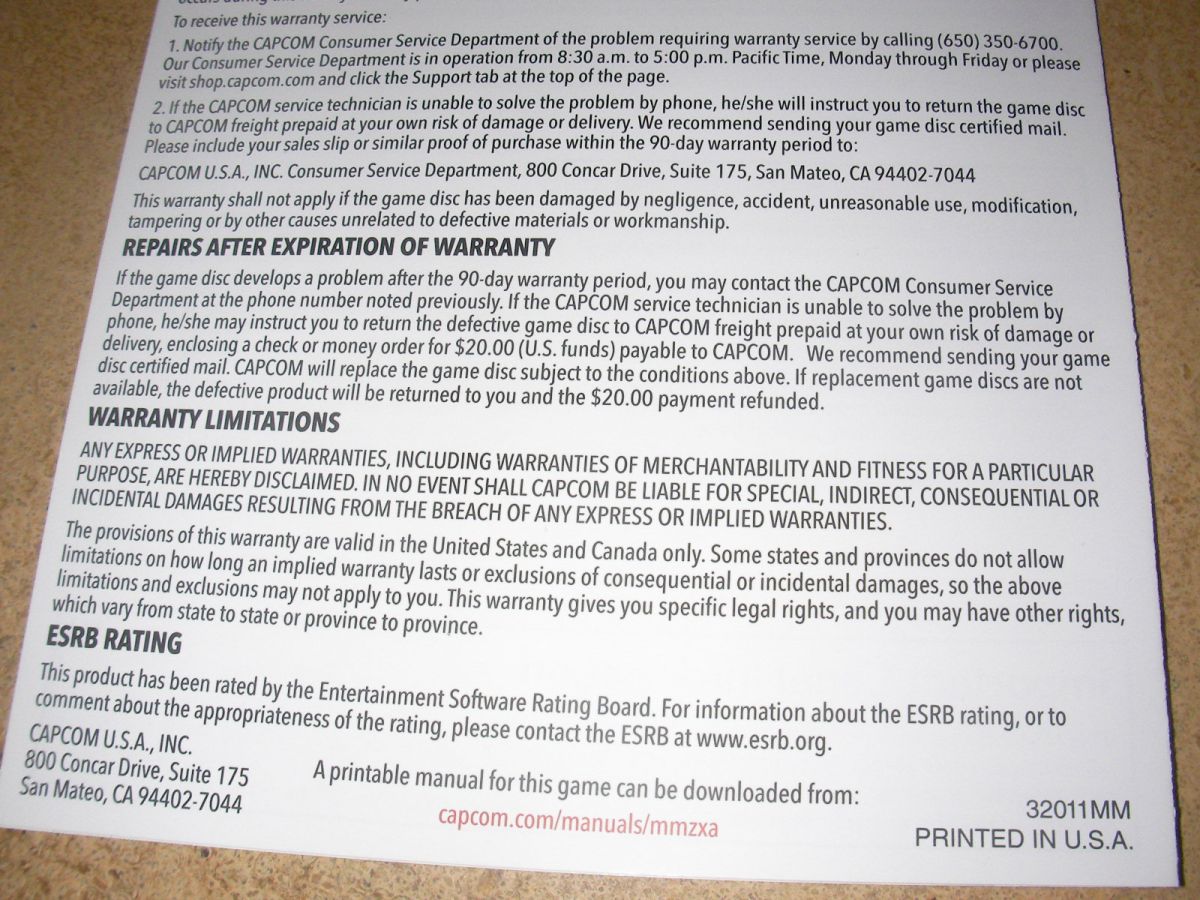 To receive this warranty service:
1. Notify the CAPCOM Consumer Service Department of the problem requiring warranty service by calling (650) 350-6700.
Our Consumer Service Department is in operation from 8:30 a.m. to 5:00 p.m. Pacific Time, Monday through Friday or please
visit shop.capcom.com and click the Support tab at the top of the page.
2. If the CAPCOM service technician is unable to solve the problem by phone, he/she will instruct you to return the game disc
to CAPCOM freight prepaid at your own risk of damage or delivery. We recommend sending your game disc certified mail.
Please include your sales slip or similar proof of purchase within the 90-day warranty period to:
CAPCOM U.S.A., INC. Consumer Service Department, 800 Concar Drive, Suite 175, San Mateo, CA 94402-7044
This warranty shall not apply if the game disc has been damaged by negligence, accident, unreasonable use, modification,
tampering or by other causes unrelated to defective materials or workmanship.
REPAIRS AFTER EXPIRATION OF WARRANTY
If the game disc develops a problem after the 90-day warranty period, you may contact the CAPCOM Consumer Service
Department at the phone number noted previously. If the CAPCOM service technician is unable to solve the problem by
phone, he/she may instruct you to return the defective game disc to CAPCOM freight prepaid at your own risk of damage or
delivery, enclosing a check or money order for $20.00 (U.S. funds) payable to CAPCOM. We recommend sending your game
disc certified mail. CAPCOM will replace the game disc subject to the conditions above. If replacement game discs are not
available, the defective product will be returned to you and the $20.00 payment refunded.
WARRANTY LIMITATIONS
ANY EXPRESS OR IMPLIED WARRANTIES, INCLUDING WARRANTIES OF MERCHANTABILITY AND FITNESS FOR A PARTICULAR
PURPOSE, ARE HEREBY DISCLAIMED. IN NO EVENT SHALL CAPCOM BE LIABLE FOR SPECIAL, INDIRECT, CONSEQUENTIAL OR
INCIDENTAL DAMAGES RESULTING FROM THE BREACH OF ANY EXPRESS OR IMPLIED WARRANTIES.
The provisions of this warranty are valid in the United States and Canada only. Some states and provinces do not allow
limitations on how long an implied warranty lasts or exclusions of consequential or incidental damages, so the above
limitations and exclusions may not apply to you. This warranty gives you specific legal rights, and you may have other rights,
which vary from state to state or province to province.
ESRB RATING
This product has been rated by the Entertainment Software Rating Board. For information about the ESRB rating, or to
comment about the appropriateness of the rating, please contact the ESRB at www.esrb.org.
CAPCOM U.S.A., INC.
800 Concar Drive, Suite 175
San Mateo, CA 94402-7044
A printable manual for this game can be downloaded from:
capcom.com/manuals/mmzxa
32011MM
PRINTED IN U.S.A.